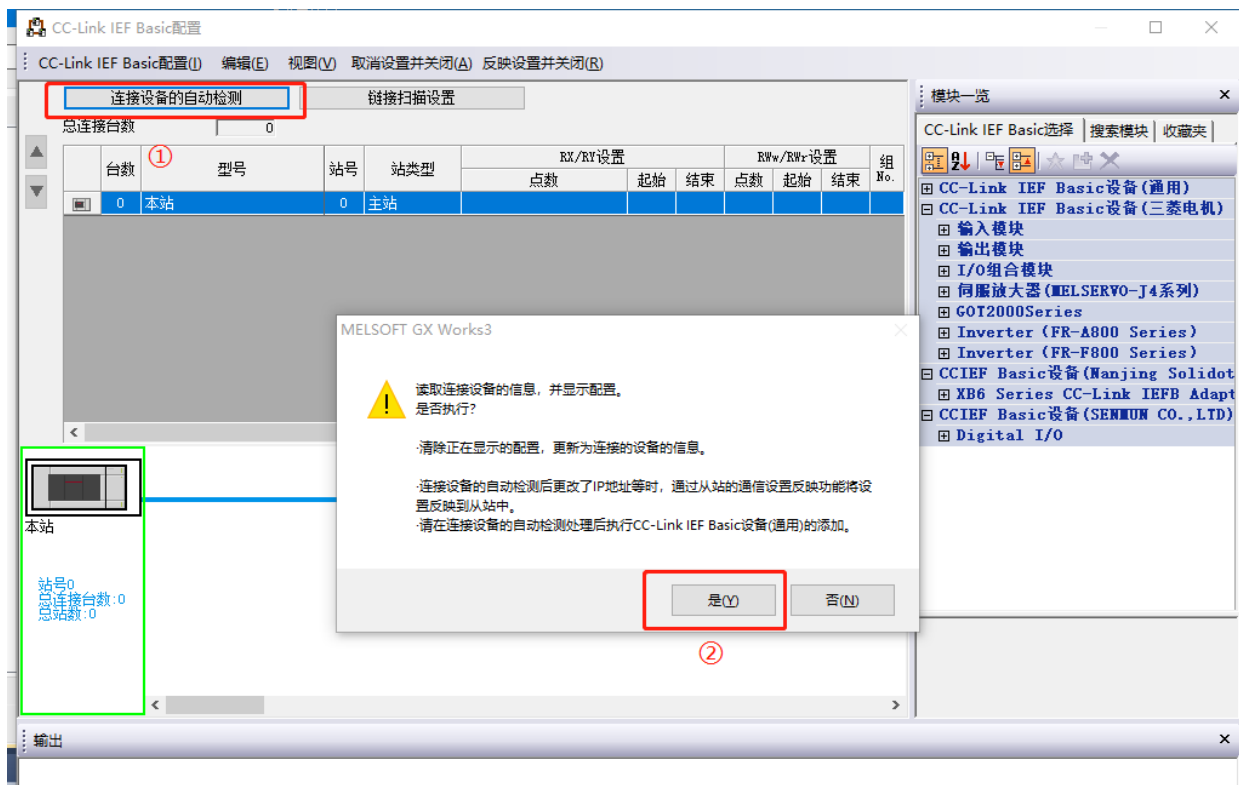 CC-Link IEF Basic配置
CC-Link IEF Basic配置(I) 编辑(E) 视图(V) 取消设置并关闭(A) 反映设置并关闭(R)
连接设备的自动检测 链接扫描设置
总连接台数 0
①
台数 型号 站号 站类型 RX/RY设置 RWw/RWr设置 组No.
点数 起始 结束 点数 起始 结束
0 本站 0 主站
模块一览
CC-Link IEF Basic选择 搜索模块 收藏夹
CC-Link IEF Basic设备(通用)
CC-Link IEF Basic设备(三菱电机)
输入模块
输出模块
I/O组合模块
伺服放大器(MELSERVO-J4系列)
GOT2000Series
Inverter (FR-A800 Series)
Inverter (FR-F800 Series)
CCIEF Basic设备(Nanjing Solidot
XB6 Series CC-Link IEFB Adapt
CCIEF Basic设备(SENMUN CO.,LTD)
Digital I/O
MELSOFT GX Works3
读取连接设备的信息，并显示配置。
是否执行?
·清除正在显示的配置，更新为连接的设备的信息。
·连接设备的自动检测后更改了IP地址等时，通过从站的通信设置反映功能将设
置反映到从站中。
·请在连接设备的自动检测处理后执行CC-Link IEF Basic设备(通用)的添加。
是(Y) 否(N)
②
本站
站号0
总连接台数:0
总站数:0
输出